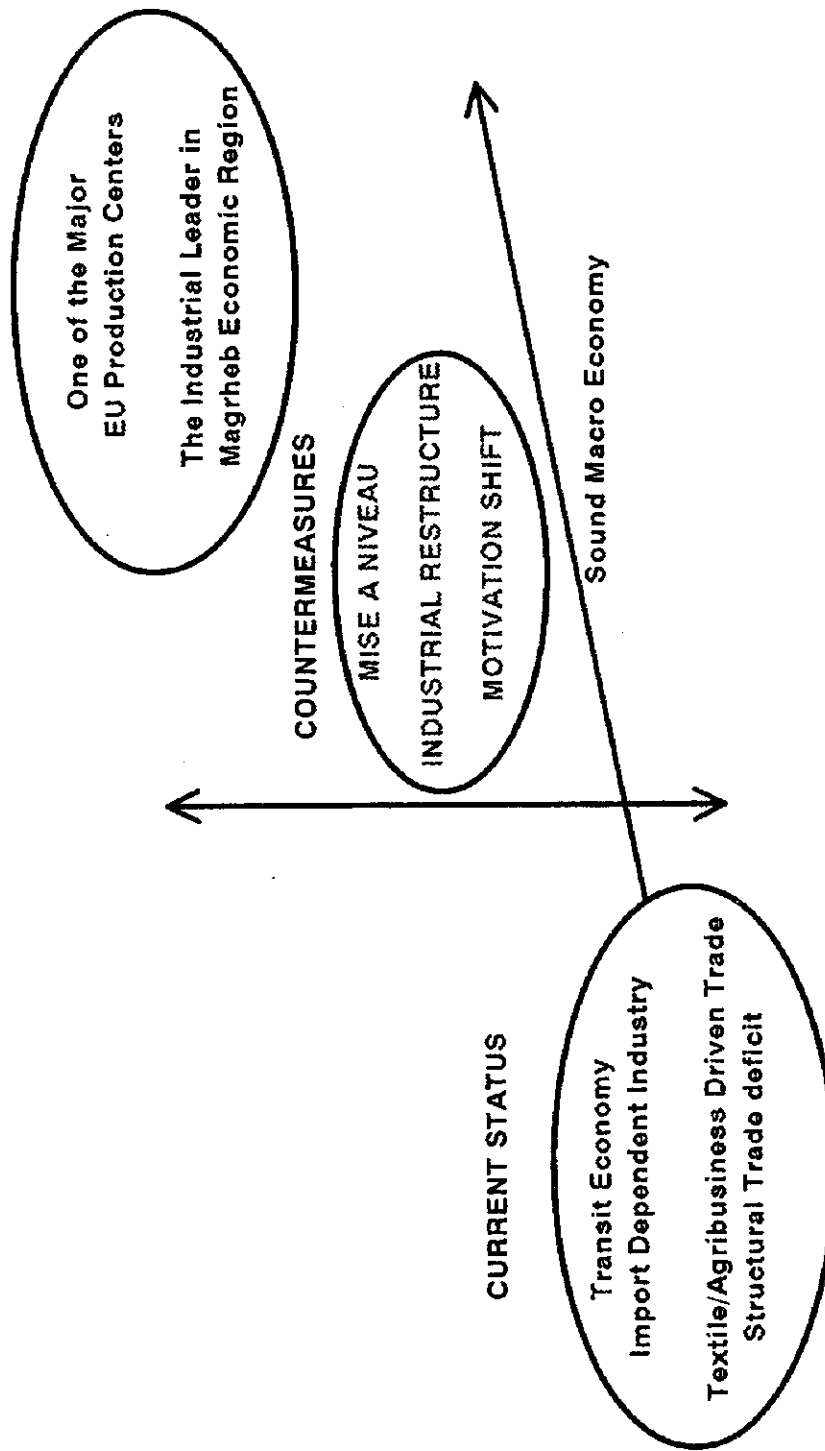 One of the Major
EU Production Centers
The Industrial Leader in
Magrheb Economic Region
COUNTERMEASURES
MISE A NIVEAU
INDUSTRIAL RESTRUCTURE
MOTIVATION SHIFT
Sound Macro Economy
CURRENT STATUS
Transit Economy
Import Dependent Industry
Textile/Agribusiness Driven Trade
Structural Trade deficit